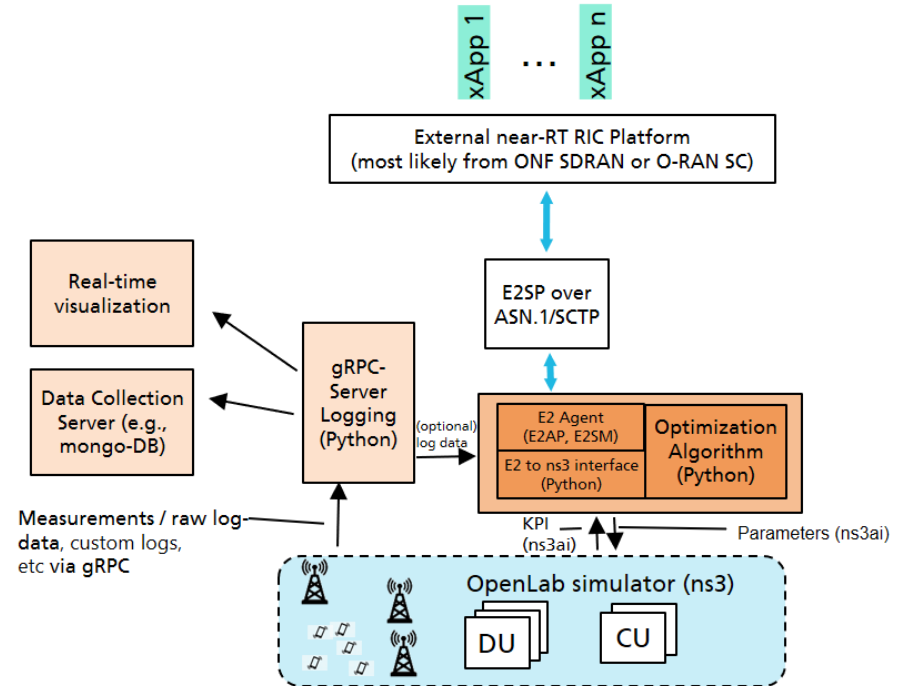 xApp 1
...
xApp n
External near-RT RIC Platform
(most likely from ONF SDRAN or O-RAN SC)
Real-time
visualization
E2SP over
ASN.1/SCTP
gRPC-
Server
Logging
(Python)
Data Collection
Server (e.g.,
mongo-DB)
(optional)
log data
E2 Agent
(E2AP, E2SM)
E2 to ns3 interface
(Python)
Optimization
Algorithm
(Python)
Measurements / raw log-
data, custom logs,
etc via gRPC
KPI
(ns3ai)
Parameters (ns3ai)
OpenLab simulator (ns3)
DU
CU